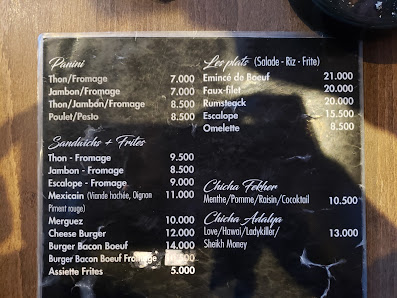 Panini
Thon/Fromage 7.000
Jambon/Fromage 7.000
Thon/Jambon/Fromage 8.500
Poulet/Pesto 8.500
Sandwichs + Frites
Thon - Fromage 9.500
Jambon - Fromage 8.500
Escalope - Fromage 9.000
Mexicain (Viande hachée, Oignon 11.000
Piment rouge)
Merguez 10.000
Cheese Burger 12.000
Burger Bacon Boeuf 14.000
Burger Bacon Boeuf Fromage
Assiette Frites 5.000
Les plats (Salade - Riz - Frite)
Emincé de Boeuf 21.000
Faux-filet 20.000
Rumsteack 20.000
Escalope 15.500
Omelette 8.500
Chicha Fekher
Menthe/Pomme/Raisin/Cocoktail 10.500
Chicha Adalya
Love/Hawai/Ladykiller/ 13.000
Sheikh Money